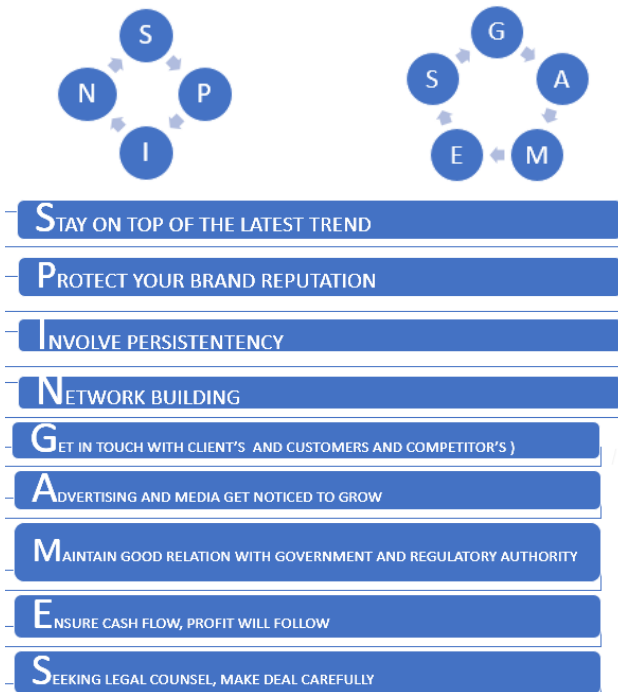 S
P
I
N
G
A
M
E
S
STAY ON TOP OF THE LATEST TREND
PROTECT YOUR BRAND REPUTATION
INVOLVE PERSISTENTENCY
NETWORK BUILDING
GET IN TOUCH WITH CLIENT'S AND CUSTOMERS AND COMPETITOR'S )
ADVERTISING AND MEDIA GET NOTICED TO GROW
MAINTAIN GOOD RELATION WITH GOVERNMENT AND REGULATORY AUTHORITY
ENSURE CASH FLOW, PROFIT WILL FOLLOW
SEEKING LEGAL COUNSEL, MAKE DEAL CAREFULLY